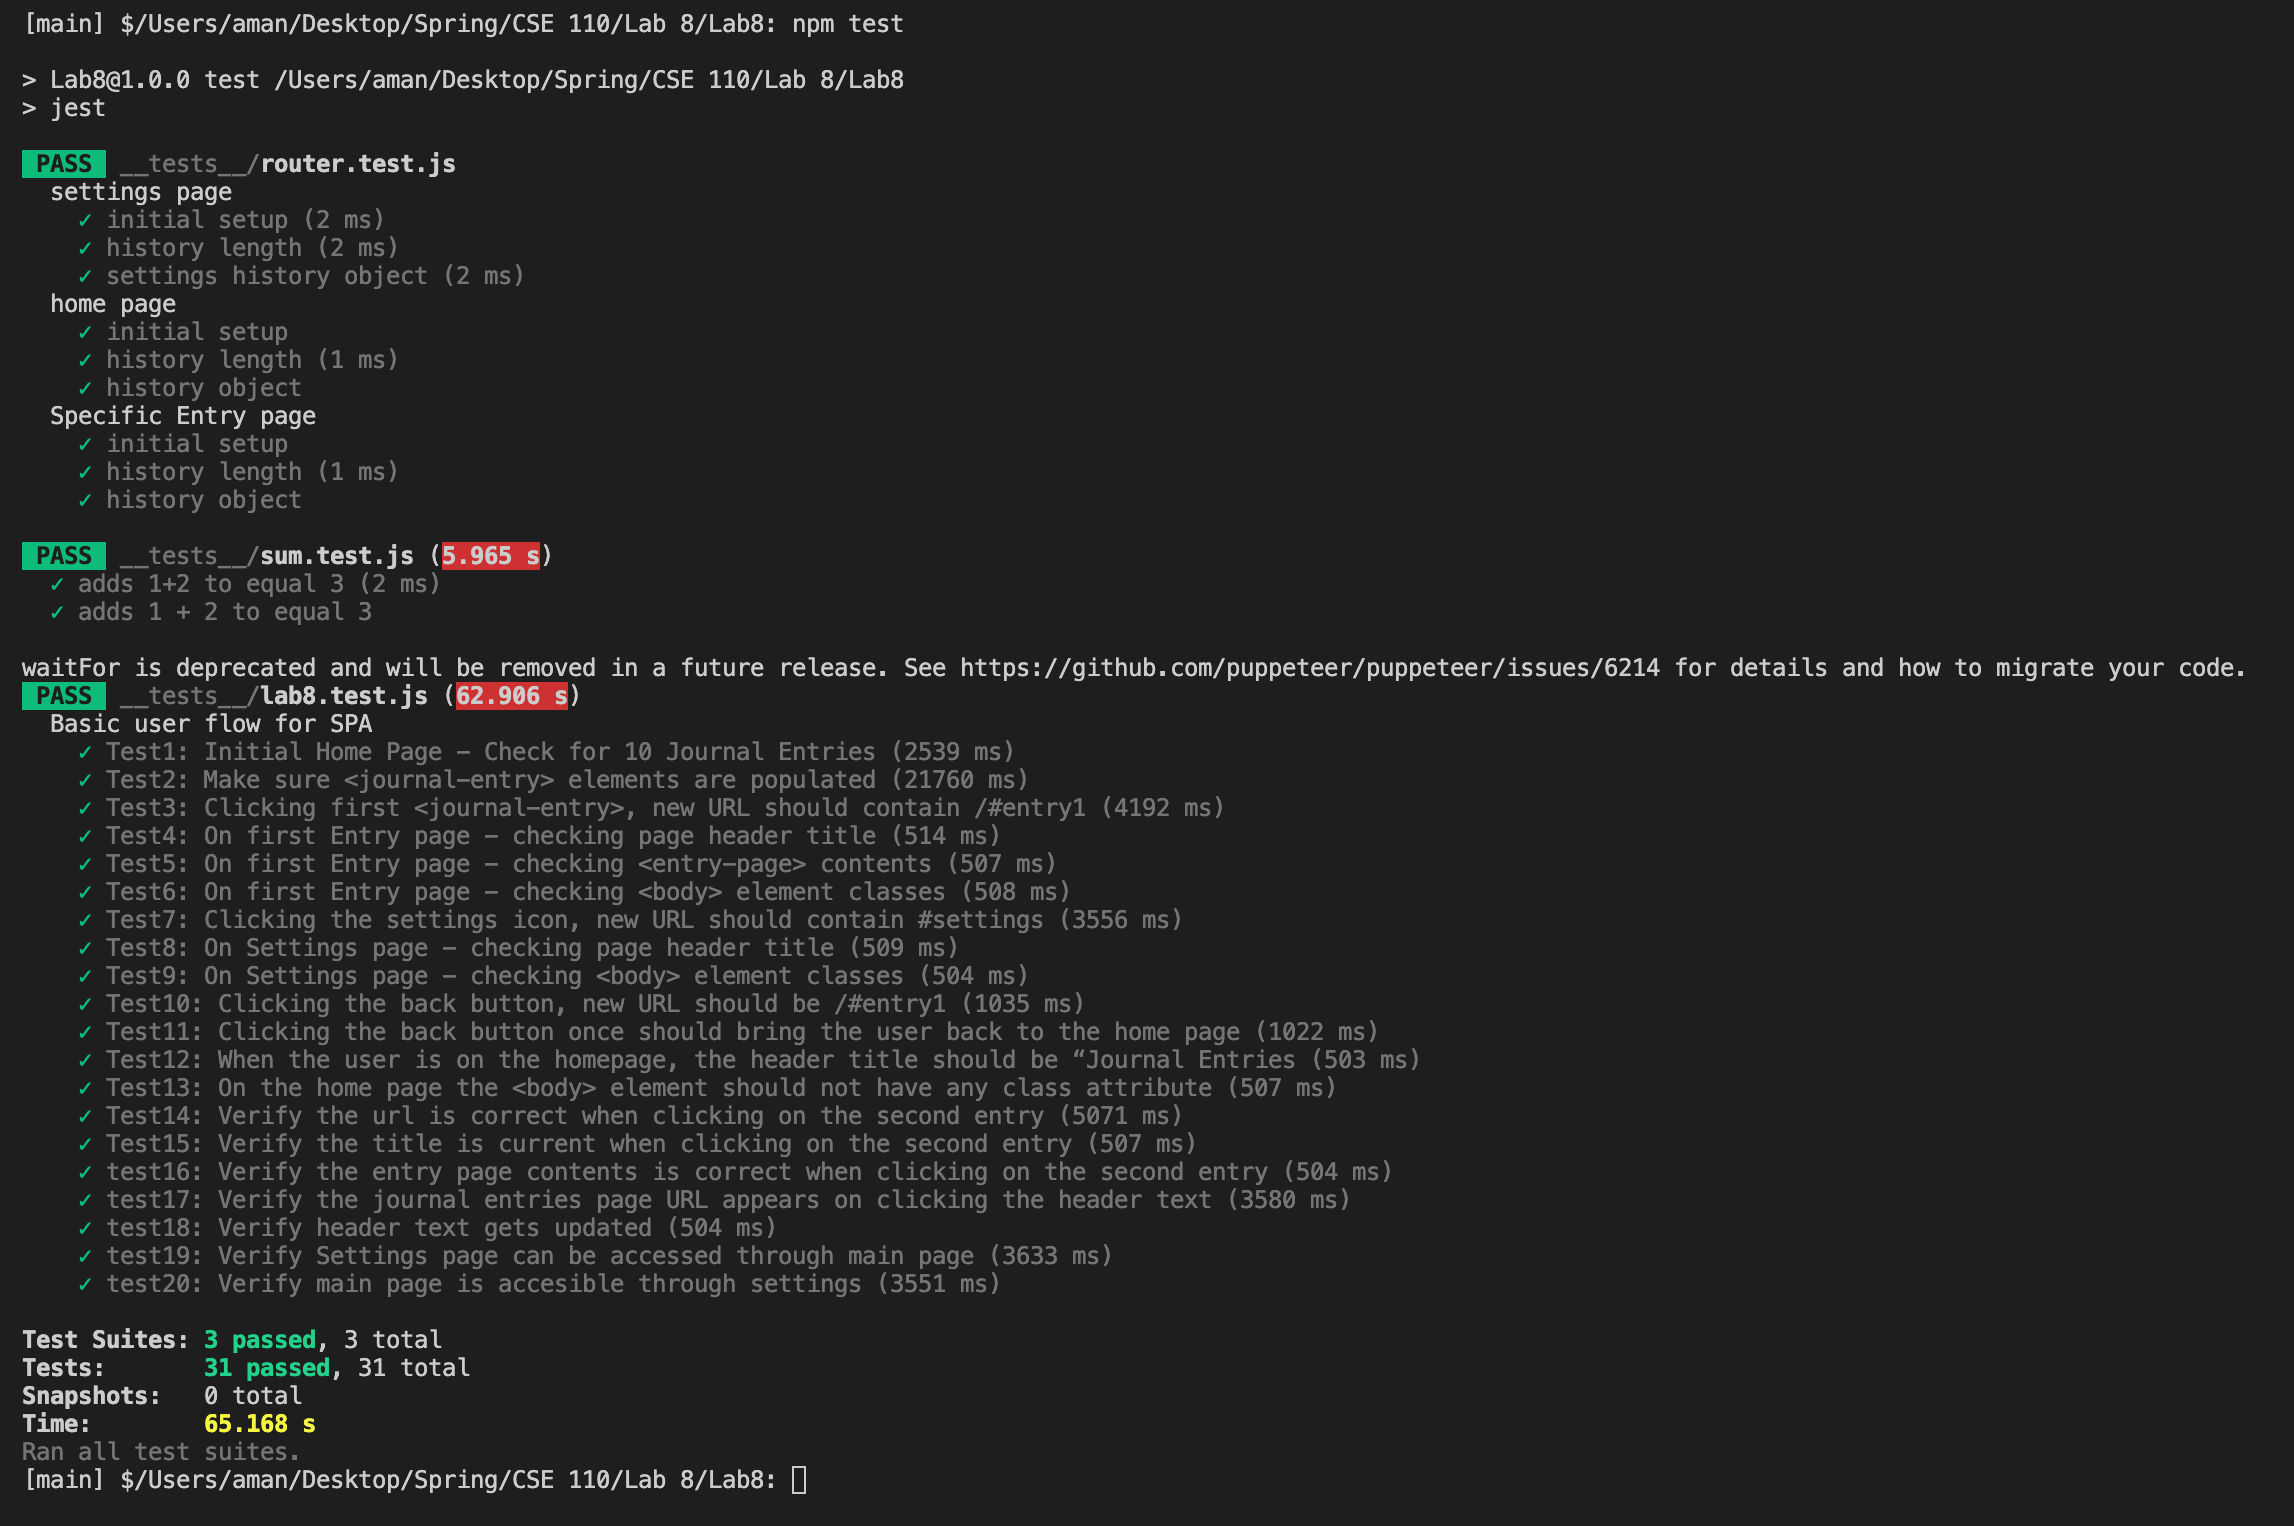 [main] $/Users/aman/Desktop/Spring/CSE 110/Lab 8/Lab8: npm test
> Lab8@1.0.0 test /Users/aman/Desktop/Spring/CSE 110/Lab 8/Lab8
> jest
PASS __tests__/router.test.js
settings page
✓ initial setup (2 ms)
✓ history length (2 ms)
✓ settings history object (2 ms)
home page
✓ initial setup
✓ history length (1 ms)
✓ history object
Specific Entry page
✓ initial setup
✓ history length (1 ms)
✓ history object
PASS __tests__/sum.test.js (5.965 s)
✓ adds 1+2 to equal 3 (2 ms)
✓ adds 1 + 2 to equal 3
waitFor is deprecated and will be removed in a future release. See https://github.com/puppeteer/puppeteer/issues/6214 for details and how to migrate your code.
PASS __tests__/lab8.test.js (62.906 s)
Basic user flow for SPA
✓ Test1: Initial Home Page - Check for 10 Journal Entries (2539 ms)
✓ Test2: Make sure <journal-entry> elements are populated (21760 ms)
✓ Test3: Clicking first <journal-entry>, new URL should contain /#entry1 (4192 ms)
✓ Test4: On first Entry page - checking page header title (514 ms)
✓ Test5: On first Entry page - checking <entry-page> contents (507 ms)
✓ Test6: On first Entry page - checking <body> element classes (508 ms)
✓ Test7: Clicking the settings icon, new URL should contain #settings (3556 ms)
✓ Test8: On Settings page - checking page header title (509 ms)
✓ Test9: On Settings page - checking <body> element classes (504 ms)
✓ Test10: Clicking the back button, new URL should be /#entry1 (1035 ms)
✓ Test11: Clicking the back button once should bring the user back to the home page (1022 ms)
✓ Test12: When the user is on the homepage, the header title should be “Journal Entries (503 ms)
✓ Test13: On the home page the <body> element should not have any class attribute (507 ms)
✓ Test14: Verify the url is correct when clicking on the second entry (5071 ms)
✓ Test15: Verify the title is current when clicking on the second entry (507 ms)
✓ test16: Verify the entry page contents is correct when clicking on the second entry (504 ms)
✓ test17: Verify the journal entries page URL appears on clicking the header text (3580 ms)
✓ test18: Verify header text gets updated (504 ms)
✓ test19: Verify Settings page can be accessed through main page (3633 ms)
✓ test20: Verify main page is accesible through settings (3551 ms)
Test Suites: 3 passed, 3 total
Tests: 31 passed, 31 total
Snapshots: 0 total
Time: 65.168 s
Ran all test suites.
[main] $/Users/aman/Desktop/Spring/CSE 110/Lab 8/Lab8: